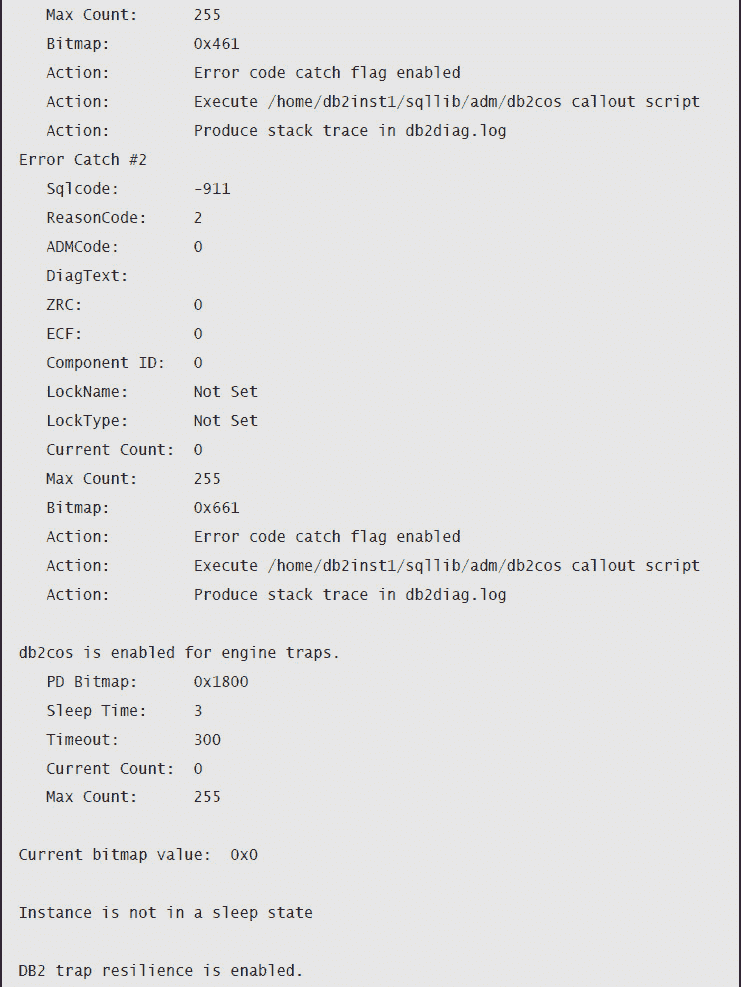 Max Count: 255
Bitmap: 0x461
Action: Error code catch flag enabled
Action: Execute /home/db2inst1/sqllib/adm/db2cos callout script
Action: Produce stack trace in db2diag.log
Error Catch #2
Sqlcode: -911
ReasonCode: 2
ADMCode: 0
DiagText:
ZRC: 0
ECF: 0
Component ID: 0
LockName: Not Set
LockType: Not Set
Current Count: 0
Max Count: 255
Bitmap: 0x661
Action: Error code catch flag enabled
Action: Execute /home/db2inst1/sqllib/adm/db2cos callout script
Action: Produce stack trace in db2diag.log
db2cos is enabled for engine traps.
PD Bitmap: 0x1800
Sleep Time: 3
Timeout: 300
Current Count: 0
Max Count: 255
Current bitmap value: 0x0
Instance is not in a sleep state
DB2 trap resilience is enabled.